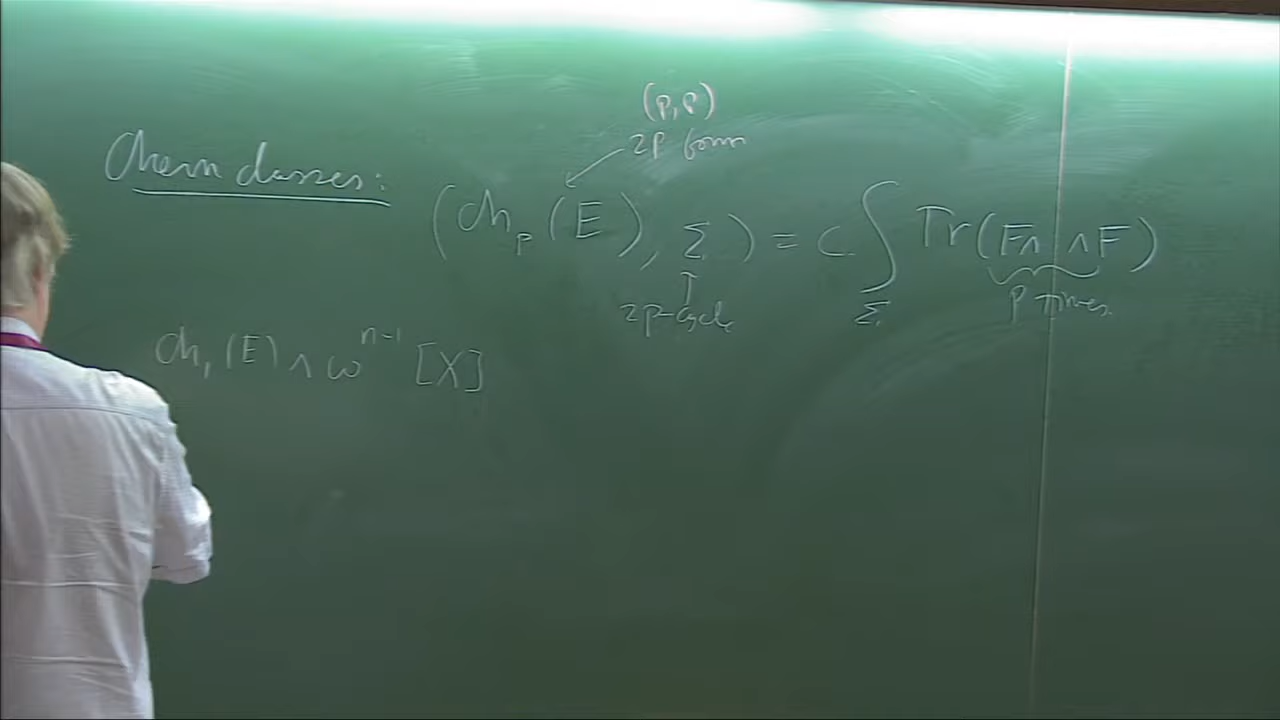 (p,p)
2p form
Chern classes:
(ch_p(E), Σ) = c. ∫_Σ Tr(F∧ ∧F)
2p-cycle
p times.
ch_1(E) ∧ ω^{n-1} [X]